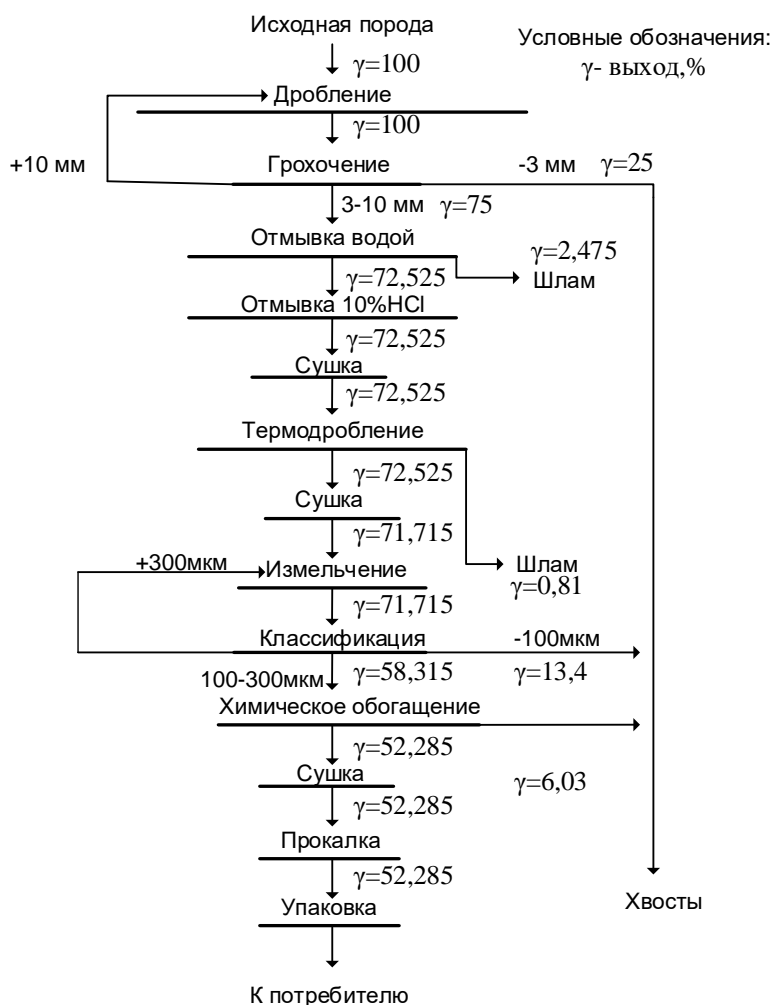 Исходная порода
Условные обозначения:
γ=100
γ- выход,%
Дробление
γ=100
+10 мм
Грохочение
-3 мм γ=25
3-10 мм γ=75
Отмывка водой
γ=2,475
γ=72,525
Шлам
Отмывка 10%HCl
γ=72,525
Сушка
γ=72,525
Термодробление
γ=72,525
Сушка
γ=71,715
+300мкм
Шлам
Измельчение
γ=0,81
γ=71,715
Классификация
-100мкм
100-300мкм
γ=58,315
γ=13,4
Химическое обогащение
γ=52,285
Сушка
γ=6,03
γ=52,285
Прокалка
γ=52,285
Упаковка
Хвосты
К потребителю